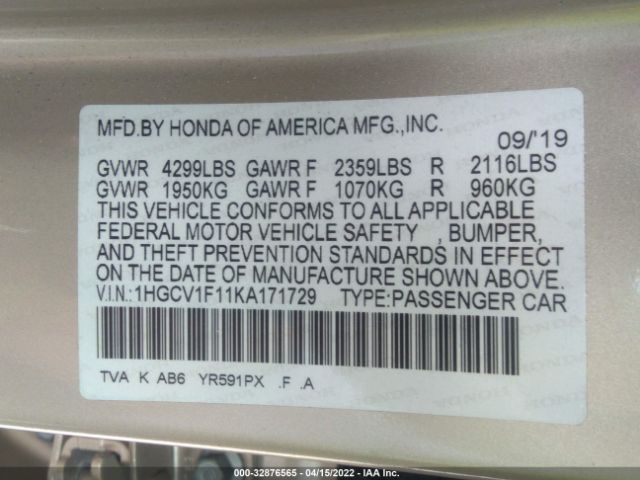 MFD.BY HONDA OF AMERICA MFG.,INC.
09/'19
GVWR 4299LBS GAWR F 2359LBS R 2116LBS
GVWR 1950KG GAWR F 1070KG R 960KG
THIS VEHICLE CONFORMS TO ALL APPLICABLE
FEDERAL MOTOR VEHICLE SAFETY , BUMPER,
AND THEFT PREVENTION STANDARDS IN EFFECT
ON THE DATE OF MANUFACTURE SHOWN ABOVE.
V.I.N.:1HGCV1F11KA171729 TYPE:PASSENGER CAR
TVA K AB6 YR591PX .F .A
000-32876565 - 04/15/2022 - IAA Inc.